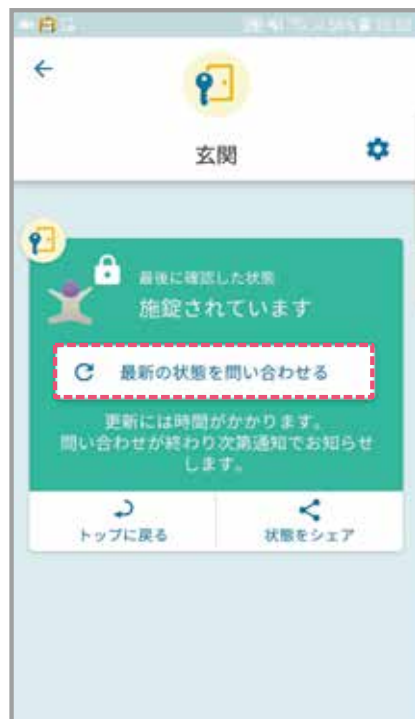 玄関
最後に確認した状態
施錠されています
最新の状態を問い合わせる
更新には時間がかかります。
問い合わせが終わり次第通知でお知らせ
します。
トップに戻る
状態をシェア